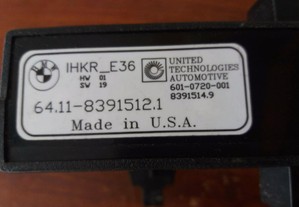 IHKR_E36
HW 01
SW 19
UNITED
TECHNOLOGIES
AUTOMOTIVE
601-0720-001
8391514.9
64.11-8391512.1
Made in U.S.A.